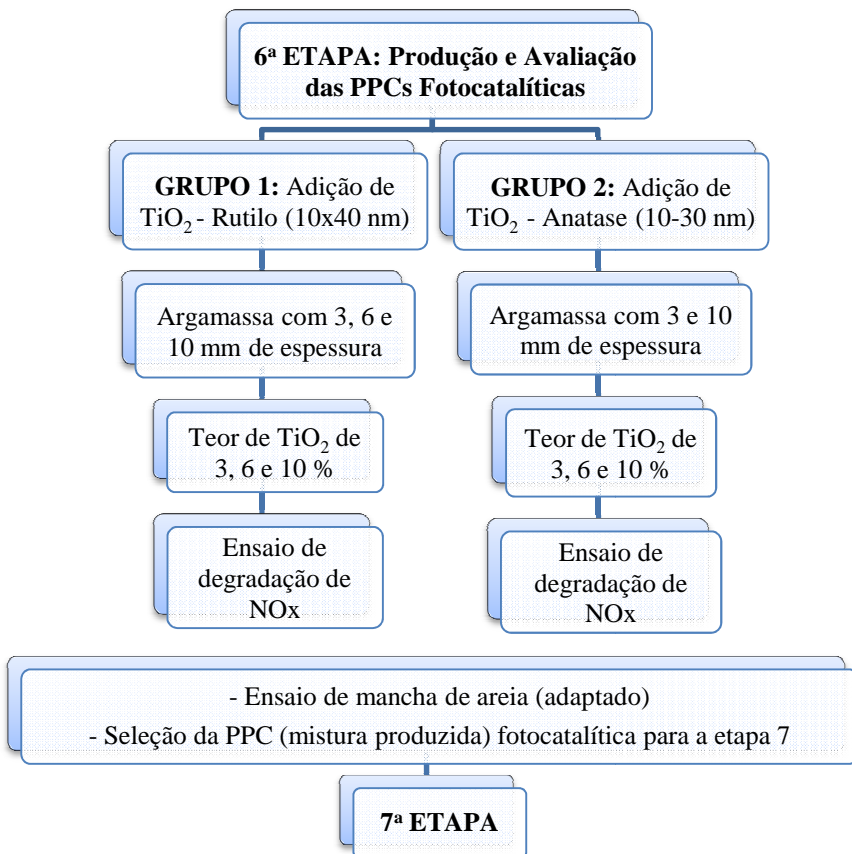 6ª ETAPA: Produção e Avaliação
das PPCs Fotocatalíticas
GRUPO 1: Adição de
TiO₂ - Rutilo (10x40 nm)
Argamassa com 3, 6 e
10 mm de espessura
Teor de TiO₂ de
3, 6 e 10 %
Ensaio de
degradação de
NOx
GRUPO 2: Adição de
TiO₂ - Anatase (10-30 nm)
Argamassa com 3 e 10
mm de espessura
Teor de TiO₂ de
3, 6 e 10 %
Ensaio de
degradação de
NOx
- Ensaio de mancha de areia (adaptado)
- Seleção da PPC (mistura produzida) fotocatalítica para a etapa 7
7ª ETAPA